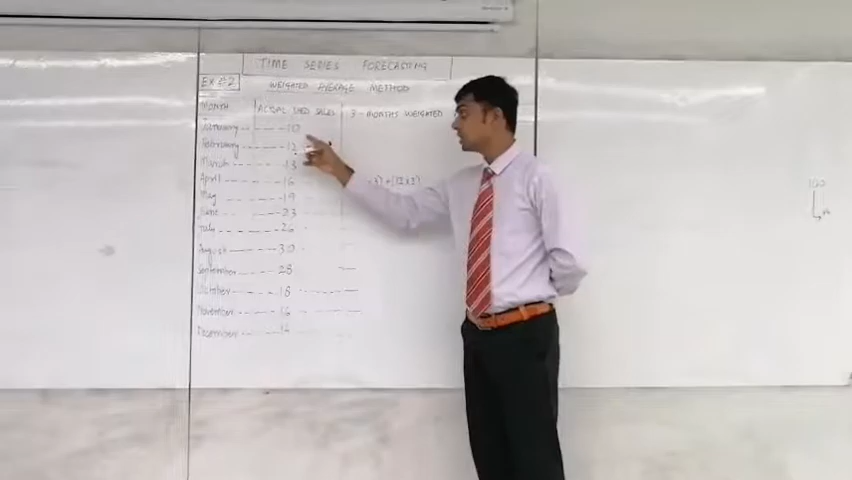 TIME SERIES FORECASTING
Ex #2
WEIGHTED AVERAGE METHOD
MONTH ACTUAL SHED SALES 3-MONTHS WEIGHTED
January 10
February 12
March 13
April 16
May 19
June 23
July 26
August 30
September 28
October 18
November 16
December 14